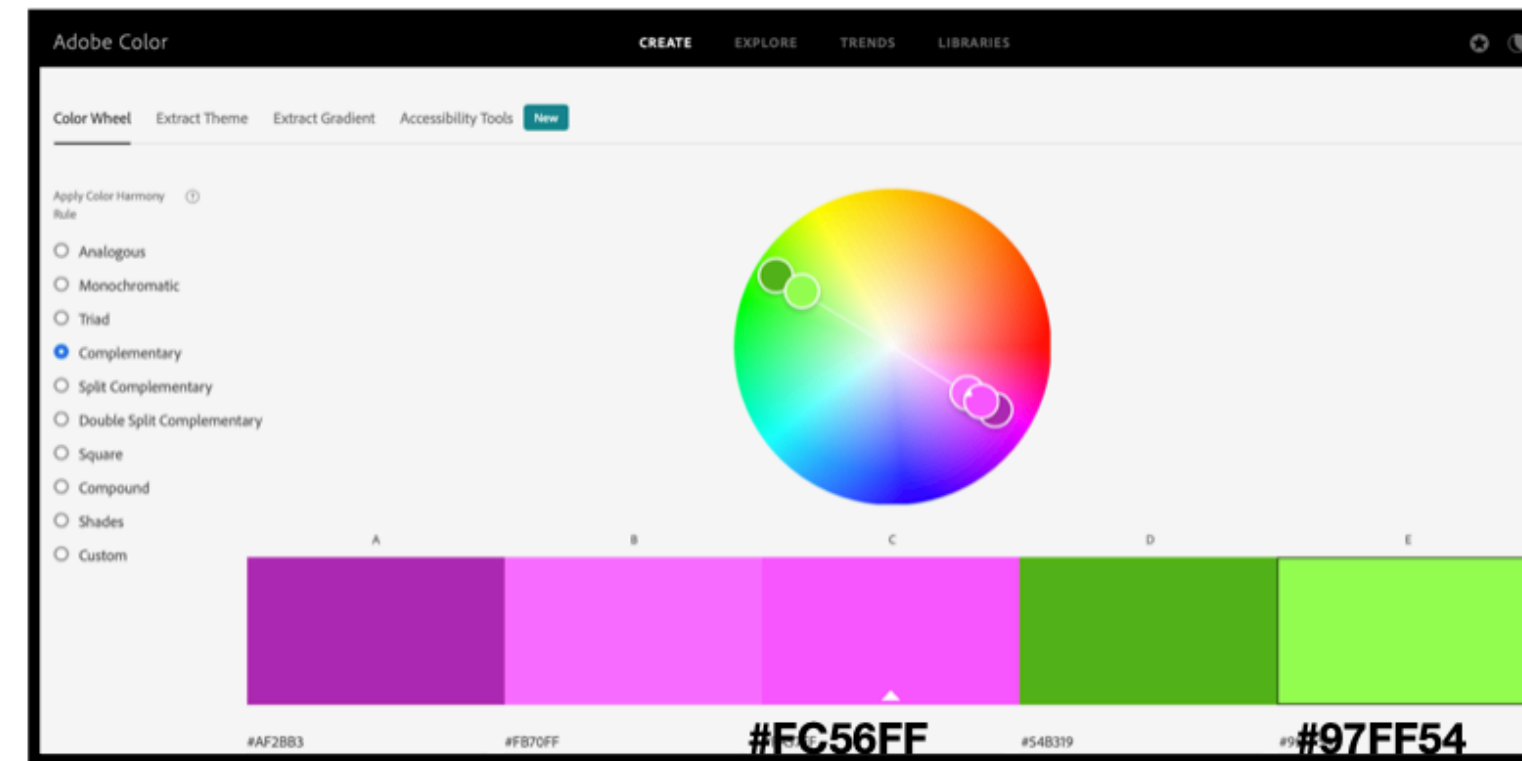 Adobe Color
CREATE EXPLORE TRENDS LIBRARIES
Color Wheel Extract Theme Extract Gradient Accessibility Tools New
Apply Color Harmony
Rule
Analogous
Monochromatic
Triad
Complementary
Split Complementary
Double Split Complementary
Square
Compound
Shades
Custom
A B C D E
#AF2BB3 #FB70FF #FC56FF #54B319 #97FF54